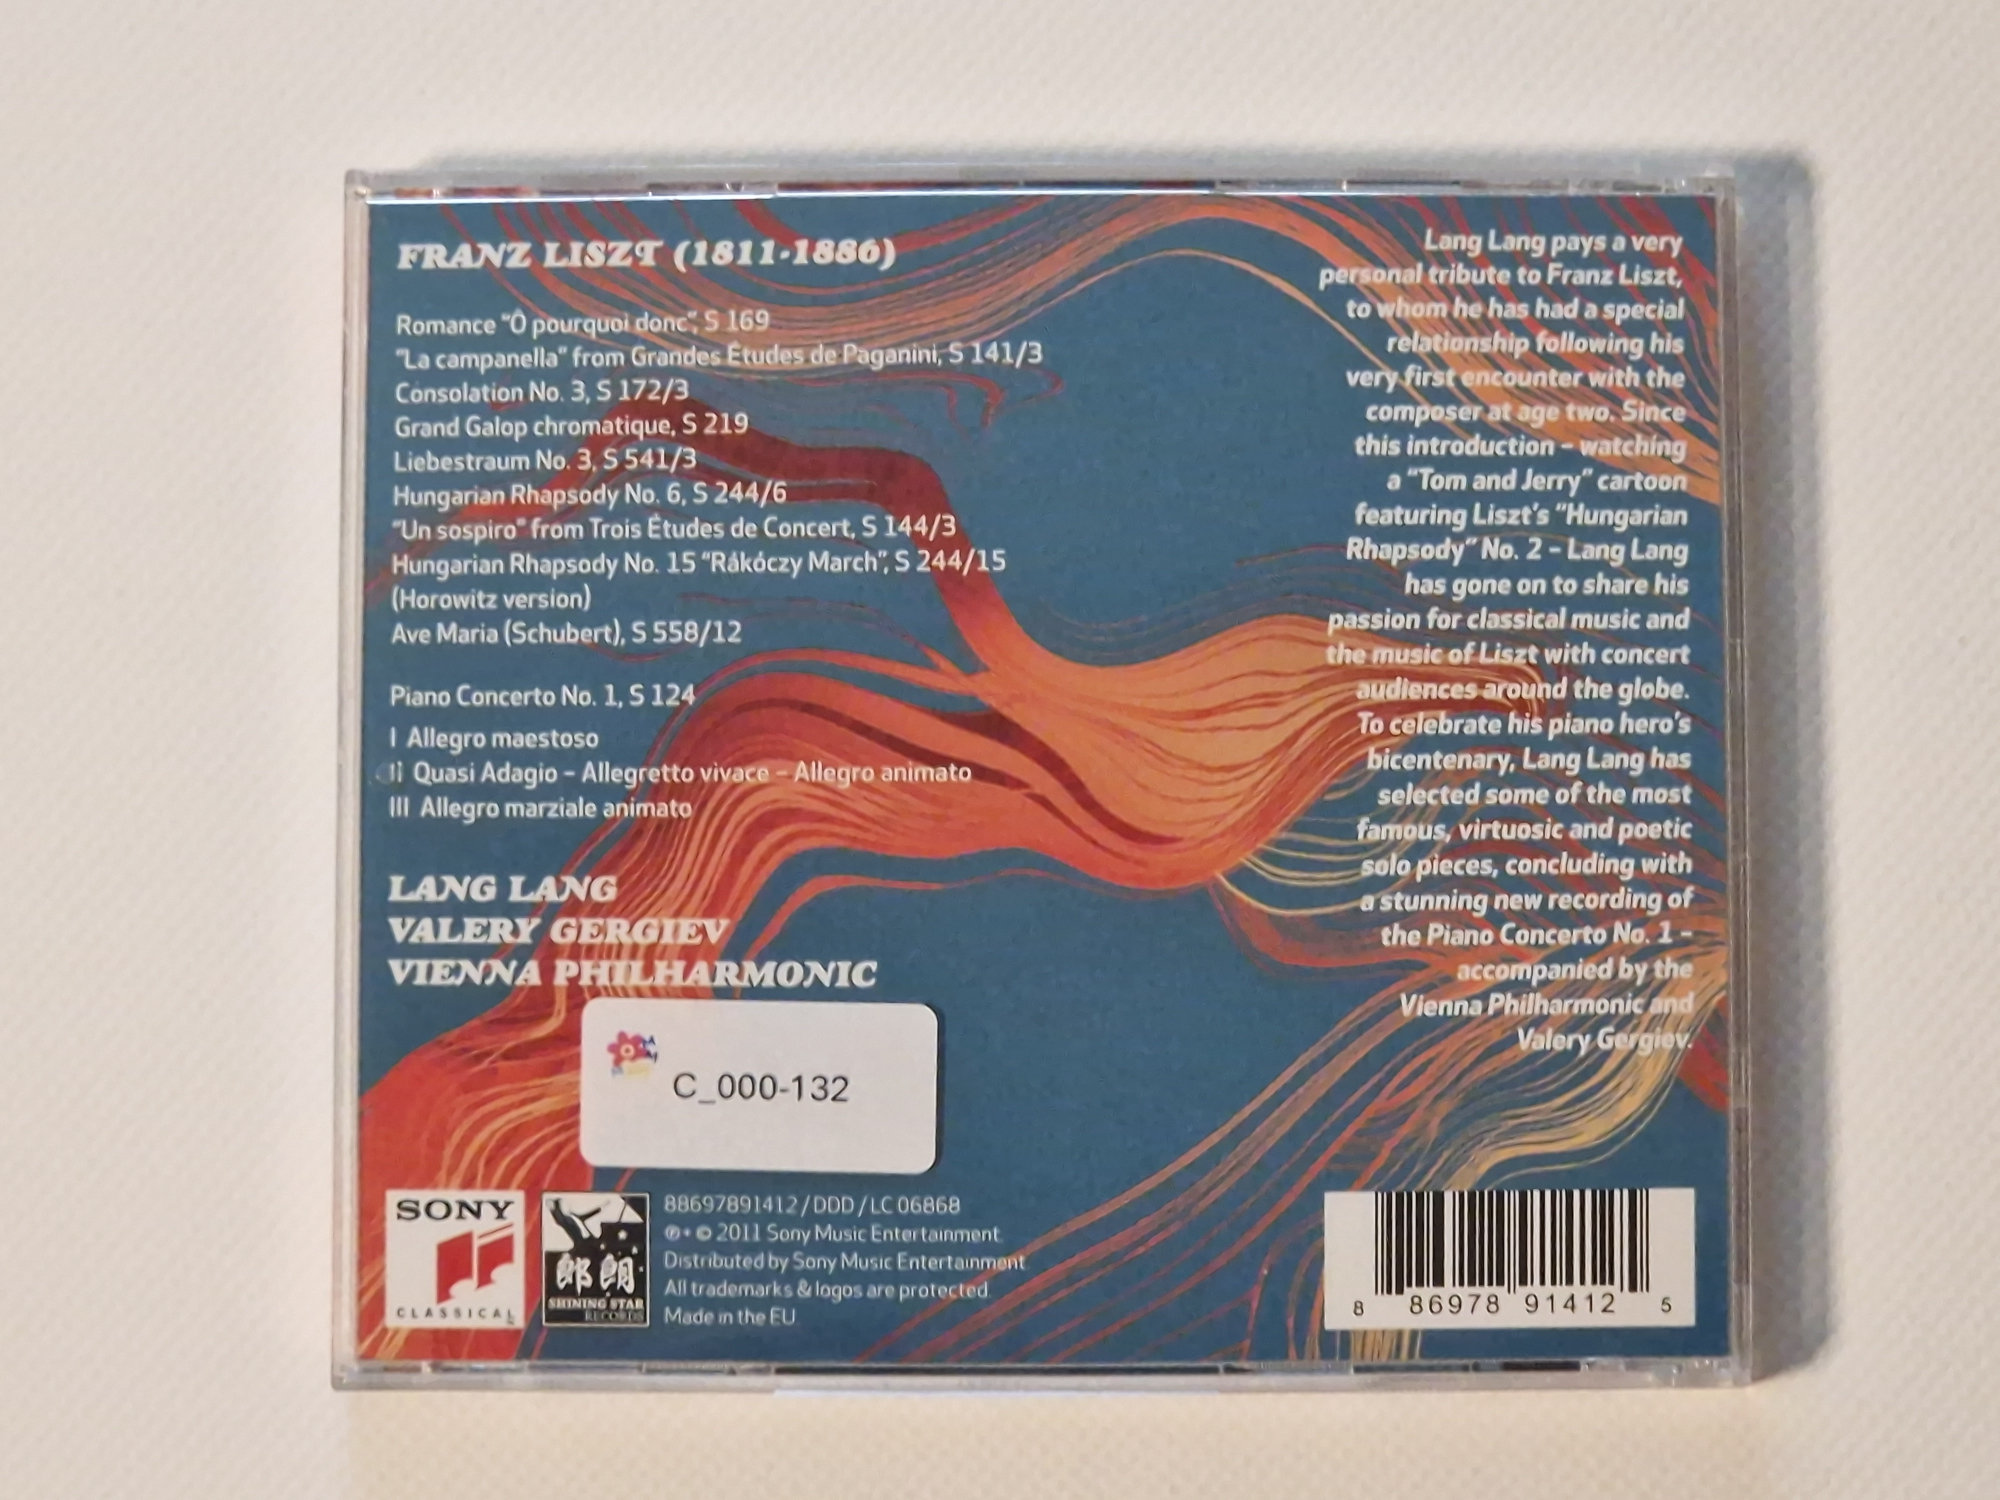 FRANZ LISZT (1811-1886)
Romance "Ô pourquoi donc", S 169
"La campanella" from Grandes Études de Paganini, S 141/3
Consolation No. 3, S 172/3
Grand Galop chromatique, S 219
Liebestraum No. 3, S 541/3
Hungarian Rhapsody No. 6, S 244/6
"Un sospiro" from Trois Études de Concert, S 144/3
Hungarian Rhapsody No. 15 "Rákóczy March", S 244/15
(Horowitz version)
Ave Maria (Schubert), S 558/12
Piano Concerto No. 1, S 124
I Allegro maestoso
II Quasi Adagio – Allegretto vivace – Allegro animato
III Allegro marziale animato
LANG LANG
VALERY GERGIEV
VIENNA PHILHARMONIC
Lang Lang pays a very
personal tribute to Franz Liszt,
to whom he has had a special
relationship following his
very first encounter with the
composer at age two. Since
this introduction – watching
a "Tom and Jerry" cartoon
featuring Liszt's "Hungarian
Rhapsody" No. 2 – Lang Lang
has gone on to share his
passion for classical music and
the music of Liszt with concert
audiences around the globe.
To celebrate his piano hero's
bicentenary, Lang Lang has
selected some of the most
famous, virtuosic and poetic
solo pieces, concluding with
a stunning new recording of
the Piano Concerto No. 1 –
accompanied by the
Vienna Philharmonic and
Valery Gergiev.
C_000-132
SONY
CLASSICAL
郎朗
SHINING STAR
RECORDS
88697891412 / DDD / LC 06868
℗ + © 2011 Sony Music Entertainment
Distributed by Sony Music Entertainment
All trademarks & logos are protected.
Made in the EU
8 86978 91412 5